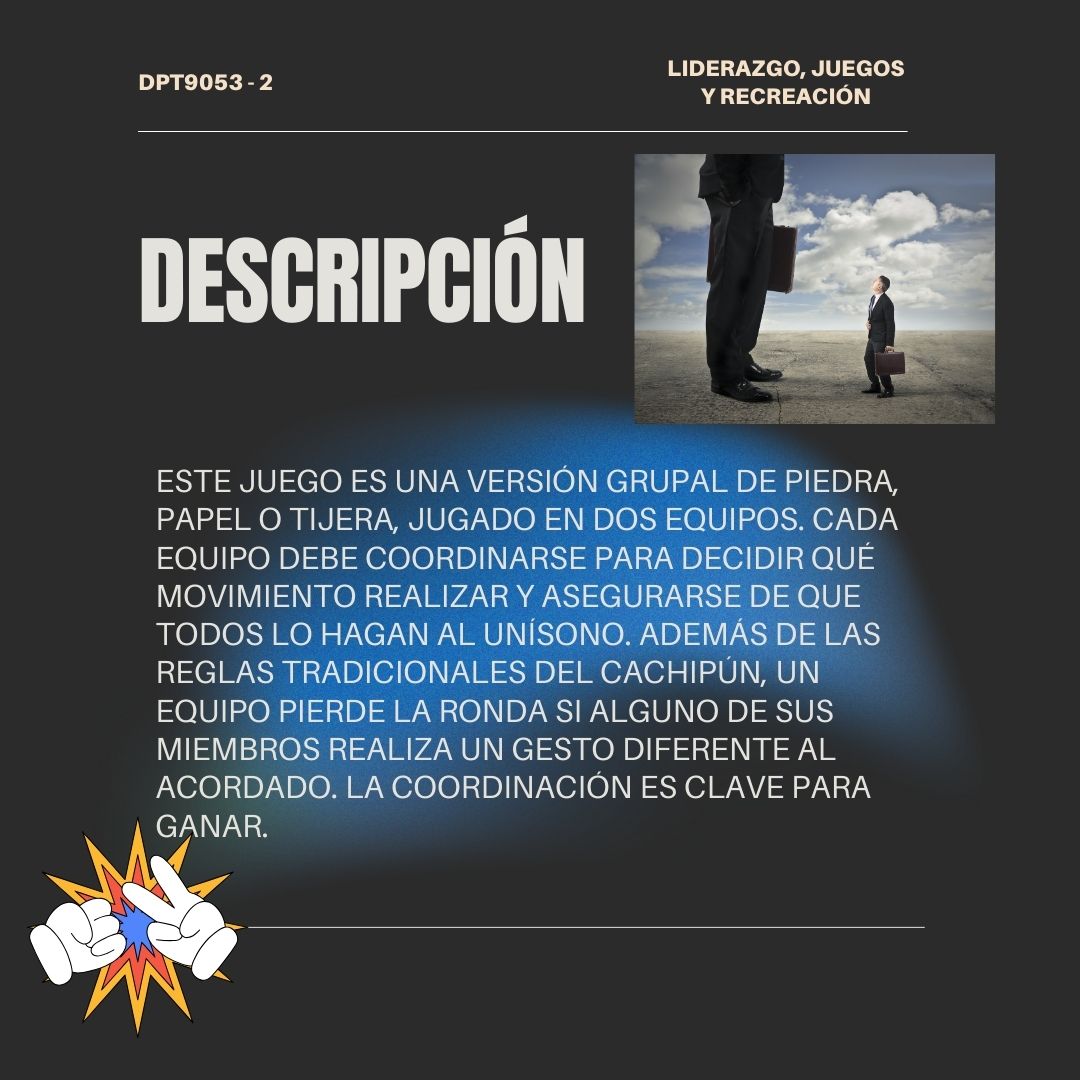 DPT9053 - 2
LIDERAZGO, JUEGOS
Y RECREACIÓN
DESCRIPCIÓN
ESTE JUEGO ES UNA VERSIÓN GRUPAL DE PIEDRA,
PAPEL O TIJERA, JUGADO EN DOS EQUIPOS. CADA
EQUIPO DEBE COORDINARSE PARA DECIDIR QUÉ
MOVIMIENTO REALIZAR Y ASEGURARSE DE QUE
TODOS LO HAGAN AL UNÍSONO. ADEMÁS DE LAS
REGLAS TRADICIONALES DEL CACHIPÚN, UN
EQUIPO PIERDE LA RONDA SI ALGUNO DE SUS
MIEMBROS REALIZA UN GESTO DIFERENTE AL
ACORDADO. LA COORDINACIÓN ES CLAVE PARA
GANAR.